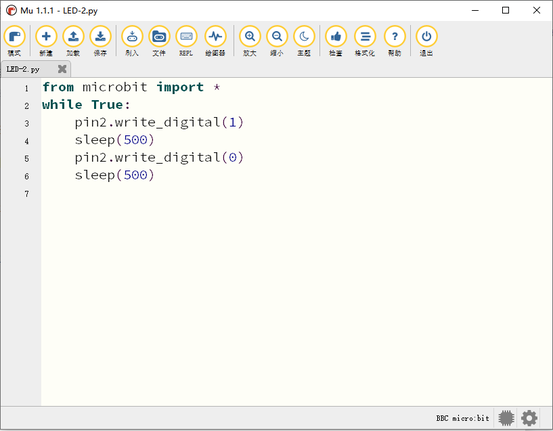 Mu 1.1.1 - LED-2.py
模式 新建 加载 保存 刷入 文件 REPL 绘图器 放大 缩小 主题 检查 格式化 帮助 退出
LED-2.py
1 from microbit import *
2 while True:
3 pin2.write_digital(1)
4 sleep(500)
5 pin2.write_digital(0)
6 sleep(500)
7
BBC micro:bit